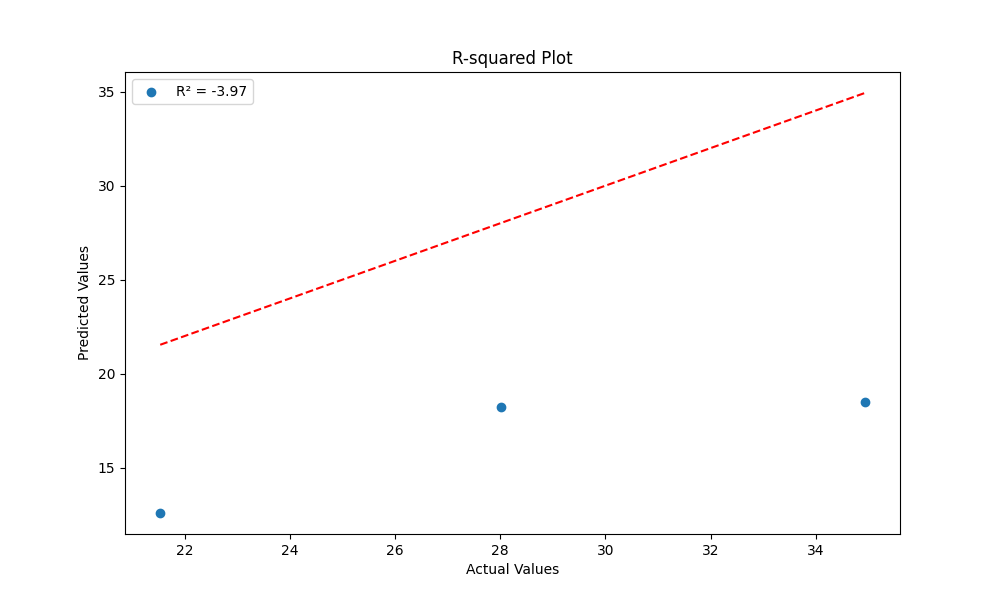 R-squared Plot
R² = -3.97
35
30
25
20
15
Predicted Values
22 24 26 28 30 32 34
Actual Values